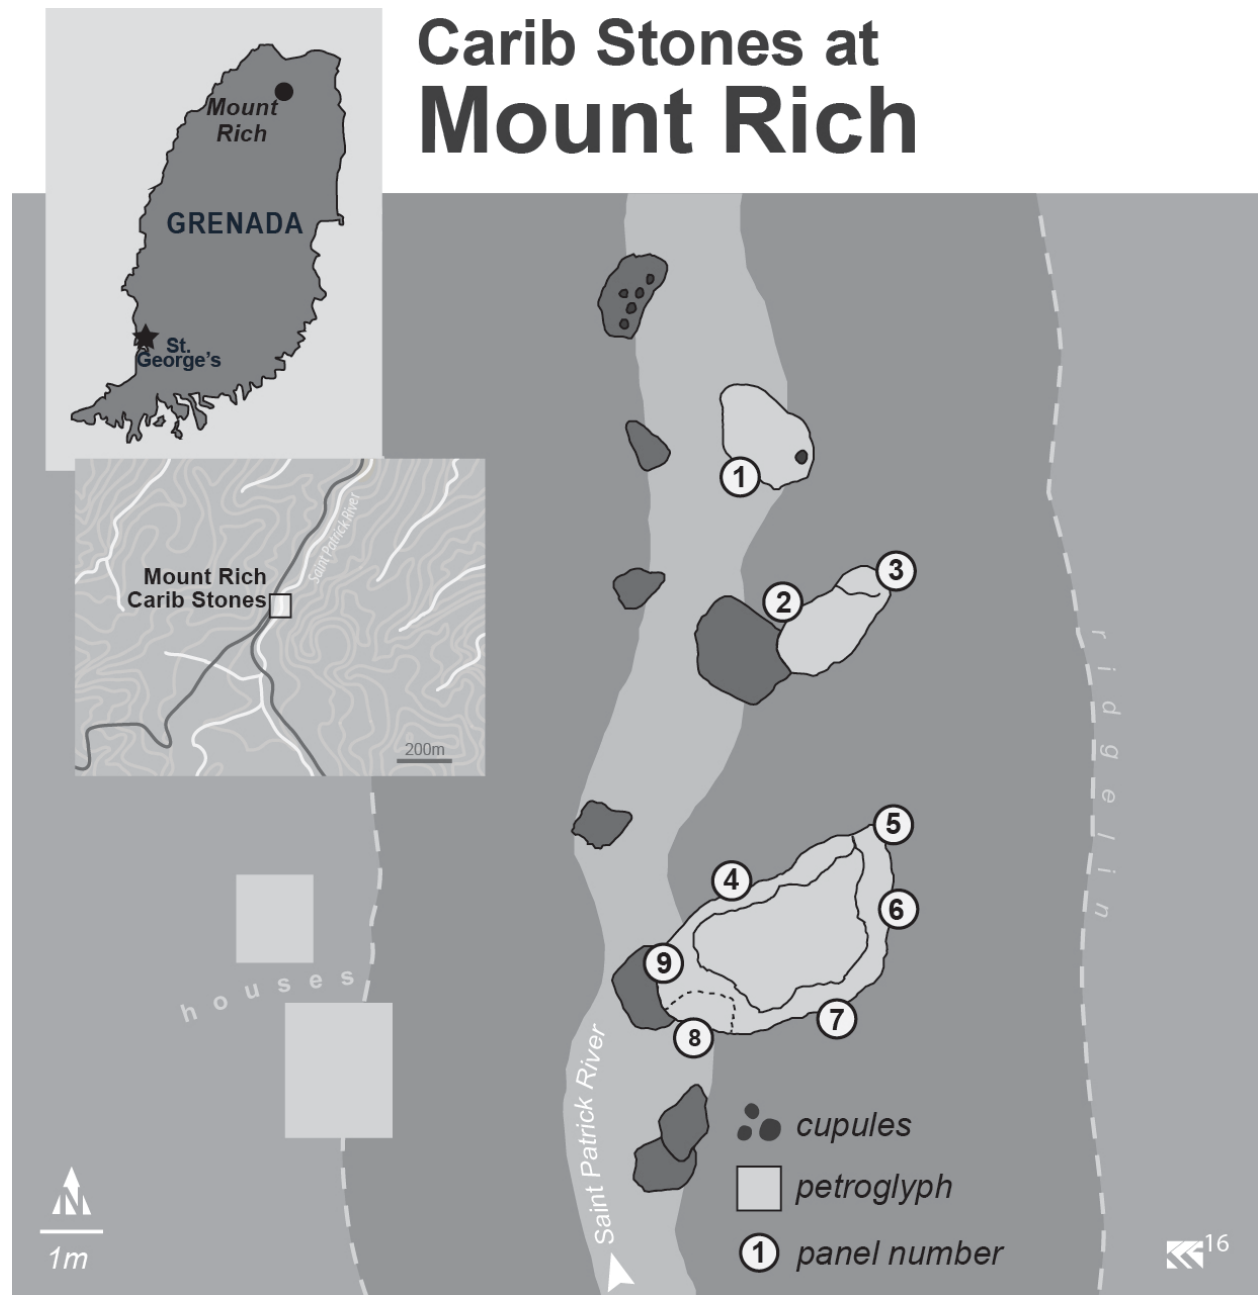 Carib Stones at
Mount Rich
Mount
Rich
GRENADA
St.
George's
Saint Patrick River
Mount Rich
Carib Stones
200m
1
2
3
4
5
6
7
8
9
ridgelin
houses
Saint Patrick River
cupules
petroglyph
1 panel number
N
1m
16